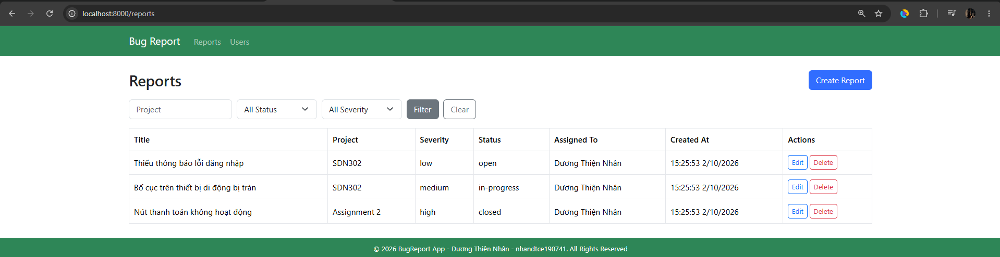 localhost:8000/reports
Bug Report Reports Users
Reports Create Report
Project All Status All Severity Filter Clear
Title Project Severity Status Assigned To Created At Actions
Thiếu thông báo lỗi đăng nhập SDN302 low open Dương Thiện Nhân 15:25:53 2/10/2026 Edit Delete
Bố cục trên thiết bị di động bị tràn SDN302 medium in-progress Dương Thiện Nhân 15:25:53 2/10/2026 Edit Delete
Nút thanh toán không hoạt động Assignment 2 high closed Dương Thiện Nhân 15:25:53 2/10/2026 Edit Delete
© 2026 BugReport App - Dương Thiện Nhân - nhandtce190741. All Rights Reserved